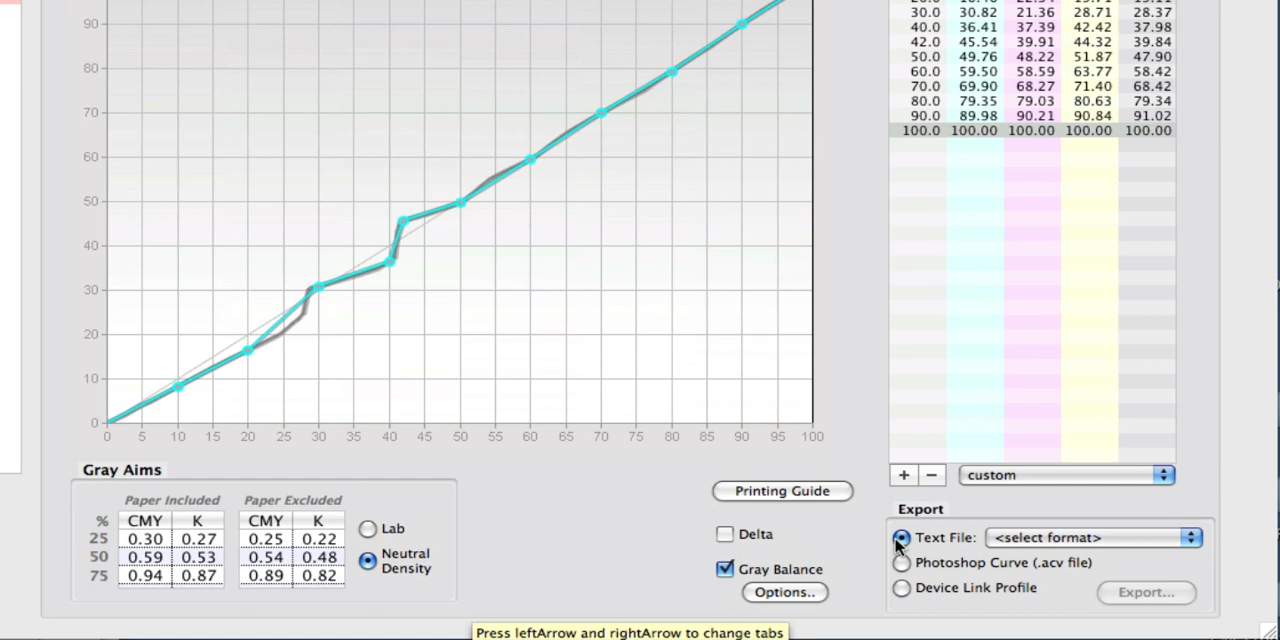 90
80
70
60
50
40
30
20
10
0
0 5 10 15 20 25 30 35 40 45 50 55 60 65 70 75 80 85 90 95 100
30.0 30.82 21.36 28.71 28.37
40.0 36.41 37.39 42.42 37.98
42.0 45.54 39.91 44.32 39.84
50.0 49.76 48.22 51.87 47.90
60.0 59.50 58.59 63.77 58.42
70.0 69.90 68.27 71.40 68.42
80.0 79.35 79.03 80.63 79.34
90.0 89.98 90.21 90.84 91.02
100.0 100.00 100.00 100.00 100.00
+ − custom
Gray Aims
Paper Included Paper Excluded
% CMY K CMY K
25 0.30 0.27 0.25 0.22
50 0.59 0.53 0.54 0.48
75 0.94 0.87 0.89 0.82
Lab
Neutral
Density
Printing Guide
Delta
Gray Balance
Options..
Export
Text File: <select format>
Photoshop Curve (.acv file)
Device Link Profile
Export...
Press leftArrow and rightArrow to change tabs